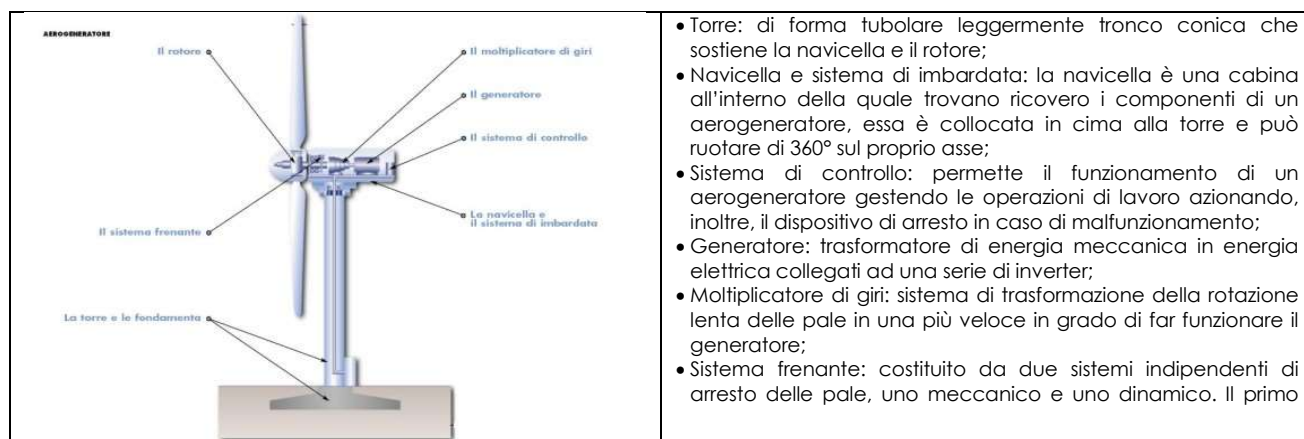 AEROGENERATORE
Il rotore
Il moltiplicatore di giri
Il generatore
Il sistema di controllo
La navicella e
il sistema di imbardata
Il sistema frenante
La torre e le fondamenta
• Torre: di forma tubolare leggermente tronco conica che
sostiene la navicella e il rotore;
• Navicella e sistema di imbardata: la navicella è una cabina
all'interno della quale trovano ricovero i componenti di un
aerogeneratore, essa è collocata in cima alla torre e può
ruotare di 360° sul proprio asse;
• Sistema di controllo: permette il funzionamento di un
aerogeneratore gestendo le operazioni di lavoro azionando,
inoltre, il dispositivo di arresto in caso di malfunzionamento;
• Generatore: trasformatore di energia meccanica in energia
elettrica collegati ad una serie di inverter;
• Moltiplicatore di giri: sistema di trasformazione della rotazione
lenta delle pale in una più veloce in grado di far funzionare il
generatore;
• Sistema frenante: costituito da due sistemi indipendenti di
arresto delle pale, uno meccanico e uno dinamico. Il primo